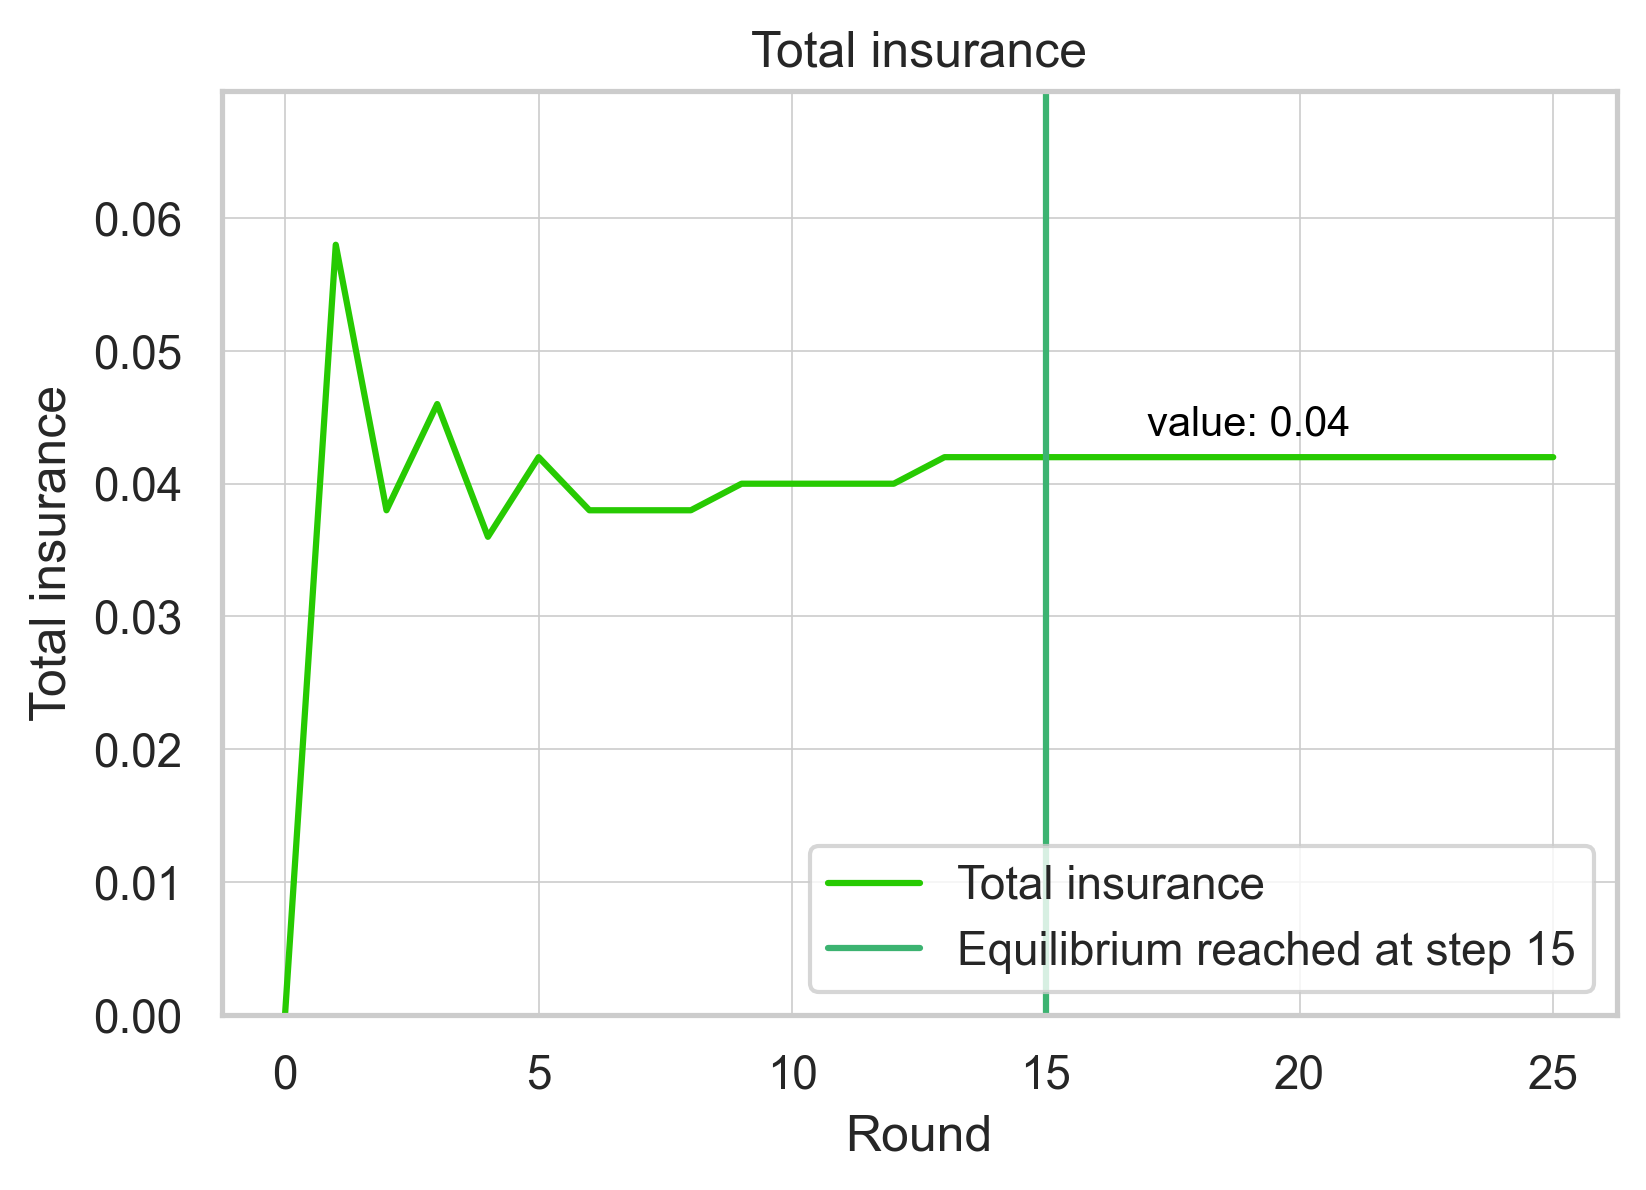 Total insurance
Total insurance
0.06
0.05
0.04
0.03
0.02
0.01
0.00
value: 0.04
Total insurance
Equilibrium reached at step 15
0 5 10 15 20 25
Round